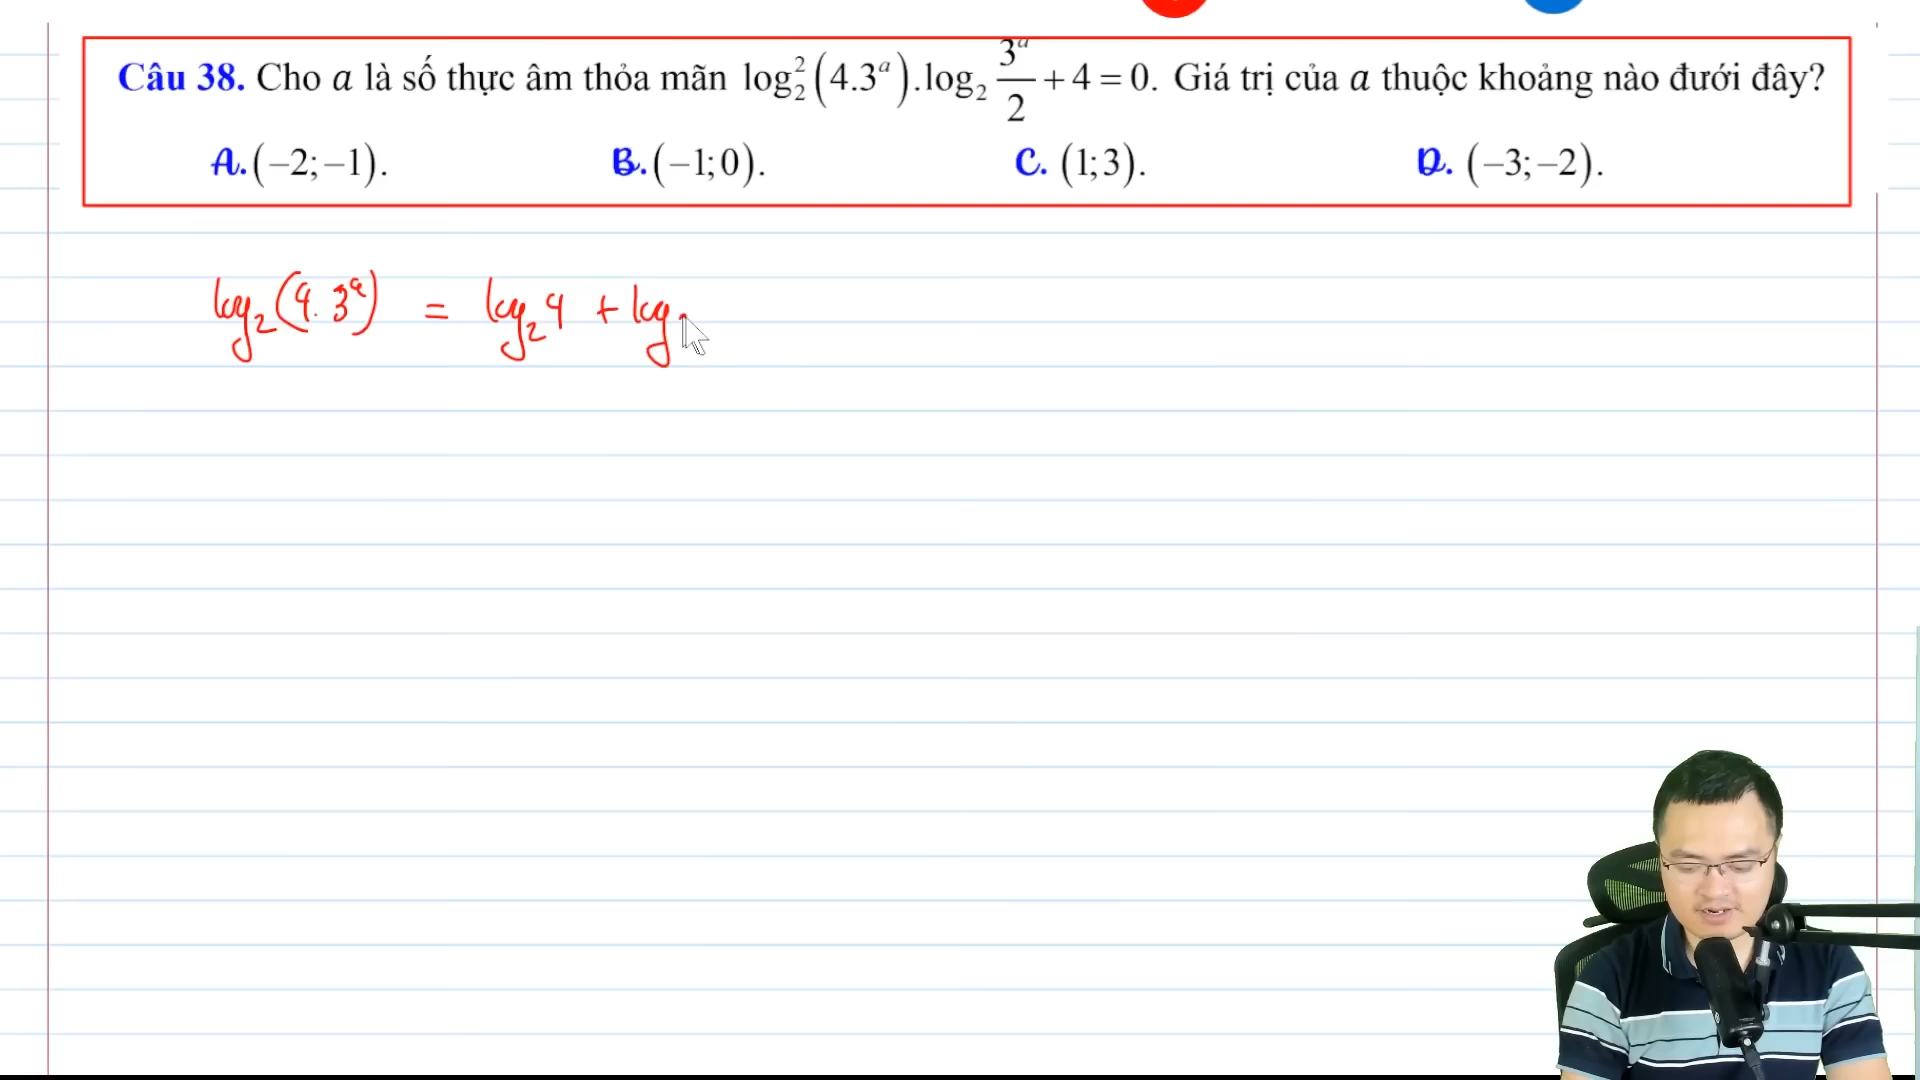 Câu 38. Cho a là số thực âm thỏa mãn log₂²(4.3ᵃ).log₂ 3ᵃ/2 + 4 = 0. Giá trị của a thuộc khoảng nào dưới đây?
A. (−2;−1). B. (−1;0). C. (1;3). D. (−3;−2).
log₂(4.3ᵃ) = log₂4 + log